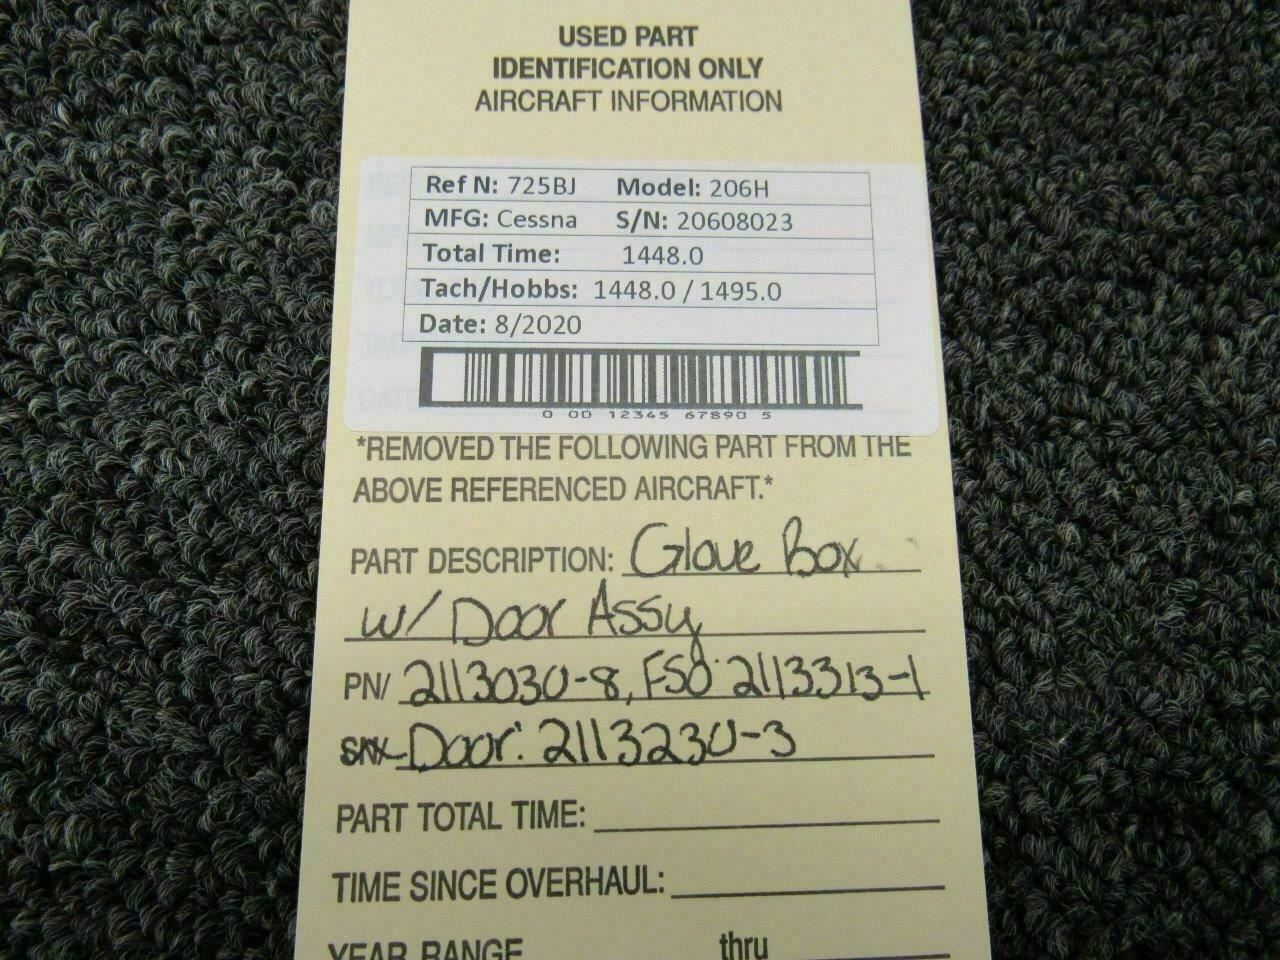 USED PART
IDENTIFICATION ONLY
AIRCRAFT INFORMATION
Ref N: 725BJ Model: 206H
MFG: Cessna S/N: 20608023
Total Time: 1448.0
Tach/Hobbs: 1448.0 / 1495.0
Date: 8/2020
0 00 12345 67890 5
*REMOVED THE FOLLOWING PART FROM THE
ABOVE REFERENCED AIRCRAFT.*
PART DESCRIPTION: Glove Box
w/ Door Assy
PN/ 2113030-8, FSO: 2113313-1
Door: 2113230-3
PART TOTAL TIME:
TIME SINCE OVERHAUL:
YEAR RANGE thru